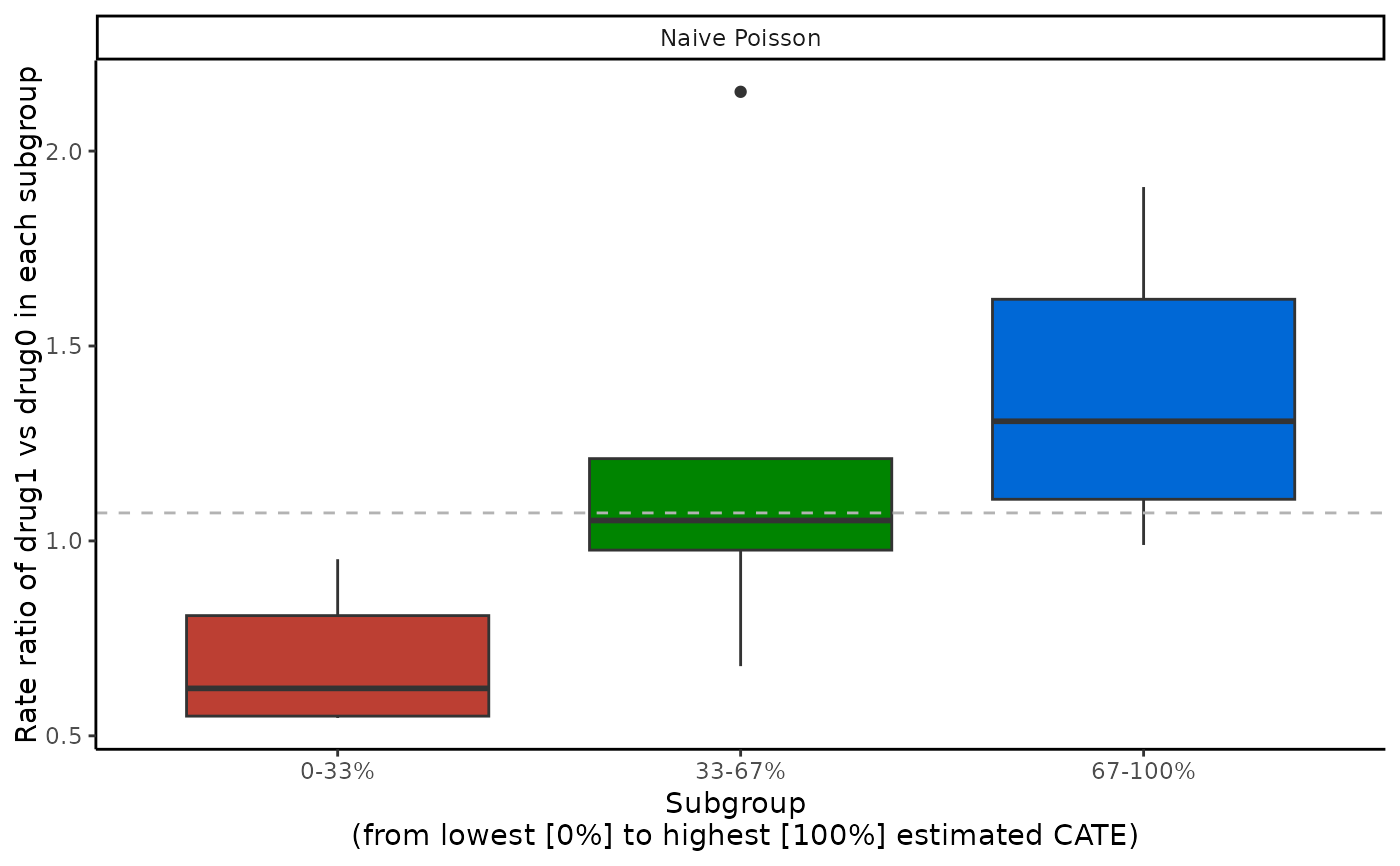 Naive Poisson
Rate ratio of drug1 vs drug0 in each subgroup
2.0
1.5
1.0
0.5
0-33%
33-67%
67-100%
Subgroup
(from lowest [0%] to highest [100%] estimated CATE)